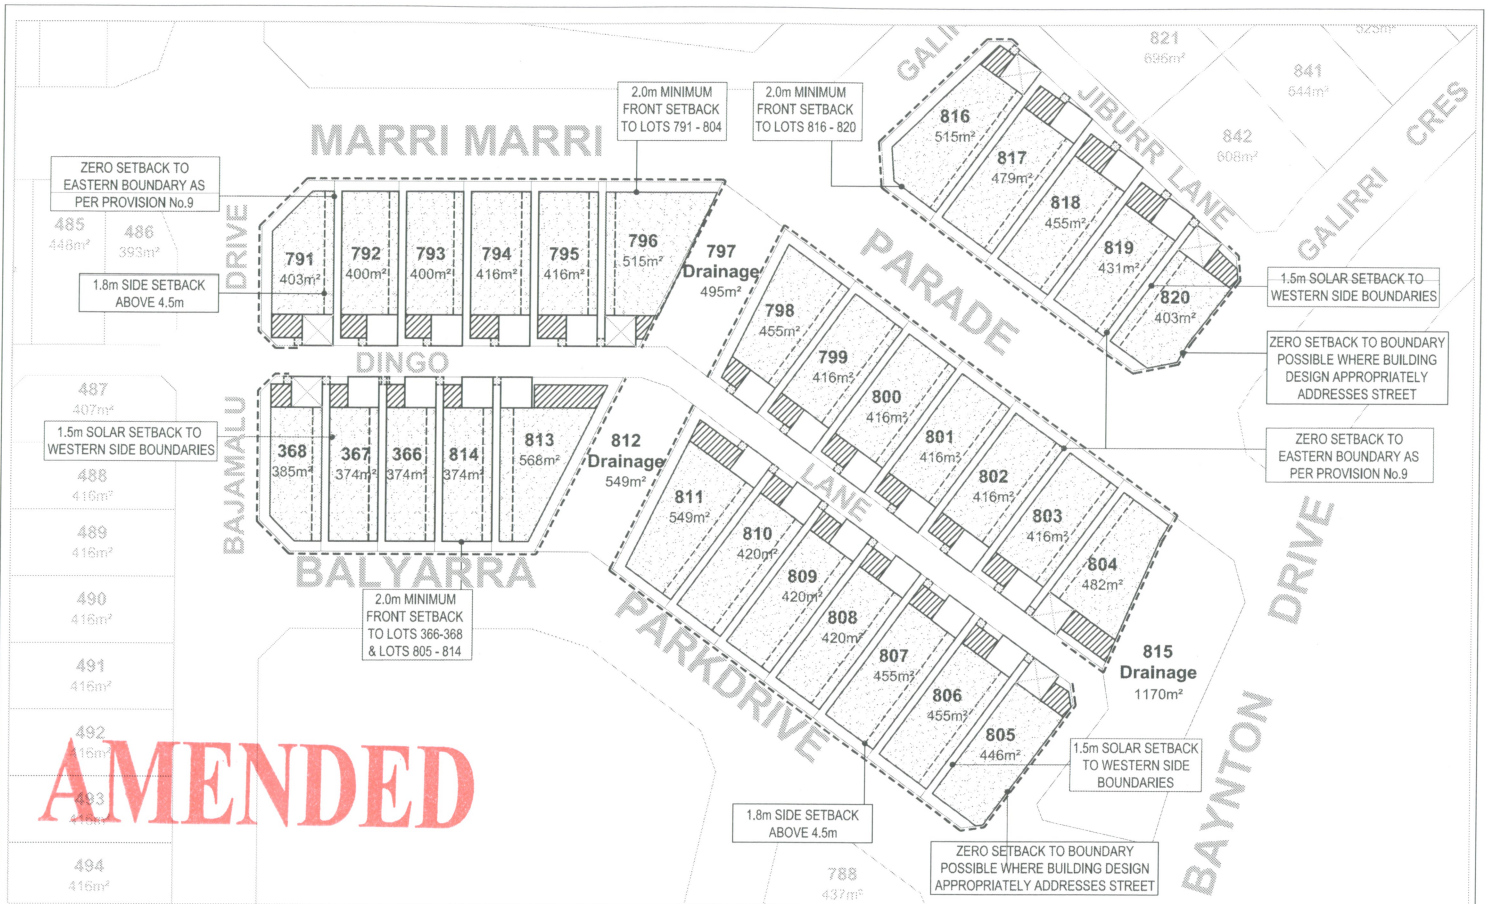 GALIRRI
525m²
821
696m²
841
544m²
842
608m²
JIBURR LANE
GALIRRI CRES
2.0m MINIMUM
FRONT SETBACK
TO LOTS 791 - 804
2.0m MINIMUM
FRONT SETBACK
TO LOTS 816 - 820
816
515m²
817
479m²
818
455m²
819
431m²
820
403m²
MARRI MARRI
PARADE
ZERO SETBACK TO
EASTERN BOUNDARY AS
PER PROVISION No.9
485
446m²
486
393m²
DRIVE
1.8m SIDE SETBACK
ABOVE 4.5m
791
403m²
792
400m²
793
400m²
794
416m²
795
416m²
796
515m²
797
Drainage
495m²
1.5m SOLAR SETBACK TO
WESTERN SIDE BOUNDARIES
ZERO SETBACK TO BOUNDARY
POSSIBLE WHERE BUILDING
DESIGN APPROPRIATELY
ADDRESSES STREET
798
455m²
799
416m²
800
416m²
801
416m²
802
416m²
803
416m²
804
482m²
DINGO
LANE
487
407m²
1.5m SOLAR SETBACK TO
WESTERN SIDE BOUNDARIES
488
416m²
BAJAMALU
368
385m²
367
374m²
366
374m²
814
374m²
813
568m²
812
Drainage
549m²
ZERO SETBACK TO
EASTERN BOUNDARY AS
PER PROVISION No.9
811
549m²
810
420m²
809
420m²
808
420m²
807
455m²
806
455m²
805
446m²
489
416m²
BALYARRA
PARKDRIVE
2.0m MINIMUM
FRONT SETBACK
TO LOTS 366-368
& LOTS 805 - 814
490
416m²
491
416m²
815
Drainage
1170m²
BAYNTON DRIVE
492
416m²
AMENDED
493
416m²
494
416m²
1.5m SOLAR SETBACK
TO WESTERN SIDE
BOUNDARIES
1.8m SIDE SETBACK
ABOVE 4.5m
ZERO SETBACK TO BOUNDARY
POSSIBLE WHERE BUILDING DESIGN
APPROPRIATELY ADDRESSES STREET
788
437m²